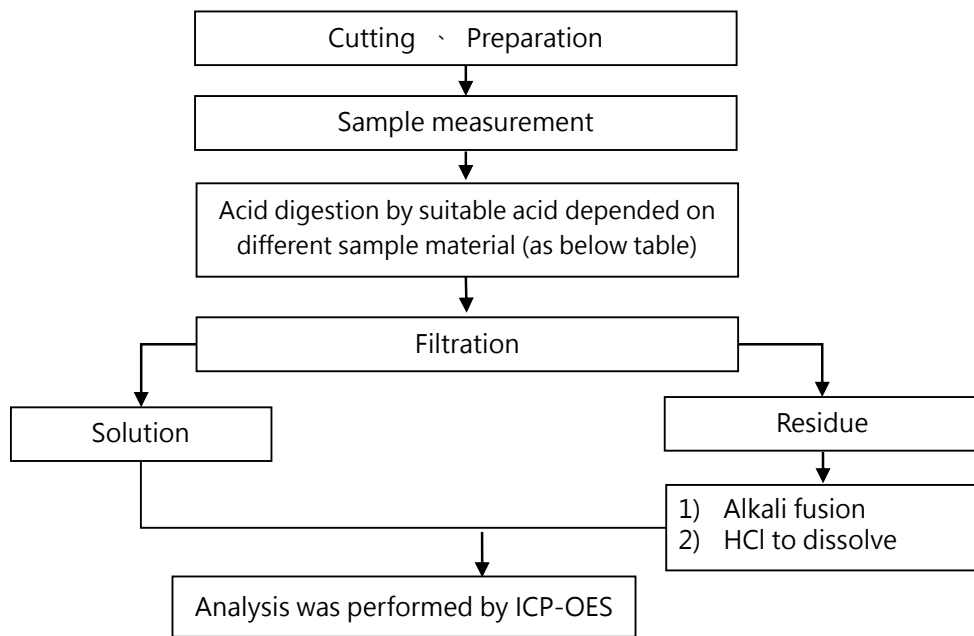 Cutting 、 Preparation
Sample measurement
Acid digestion by suitable acid depended on
different sample material (as below table)
Filtration
Solution
Residue
1) Alkali fusion
2) HCl to dissolve
Analysis was performed by ICP-OES